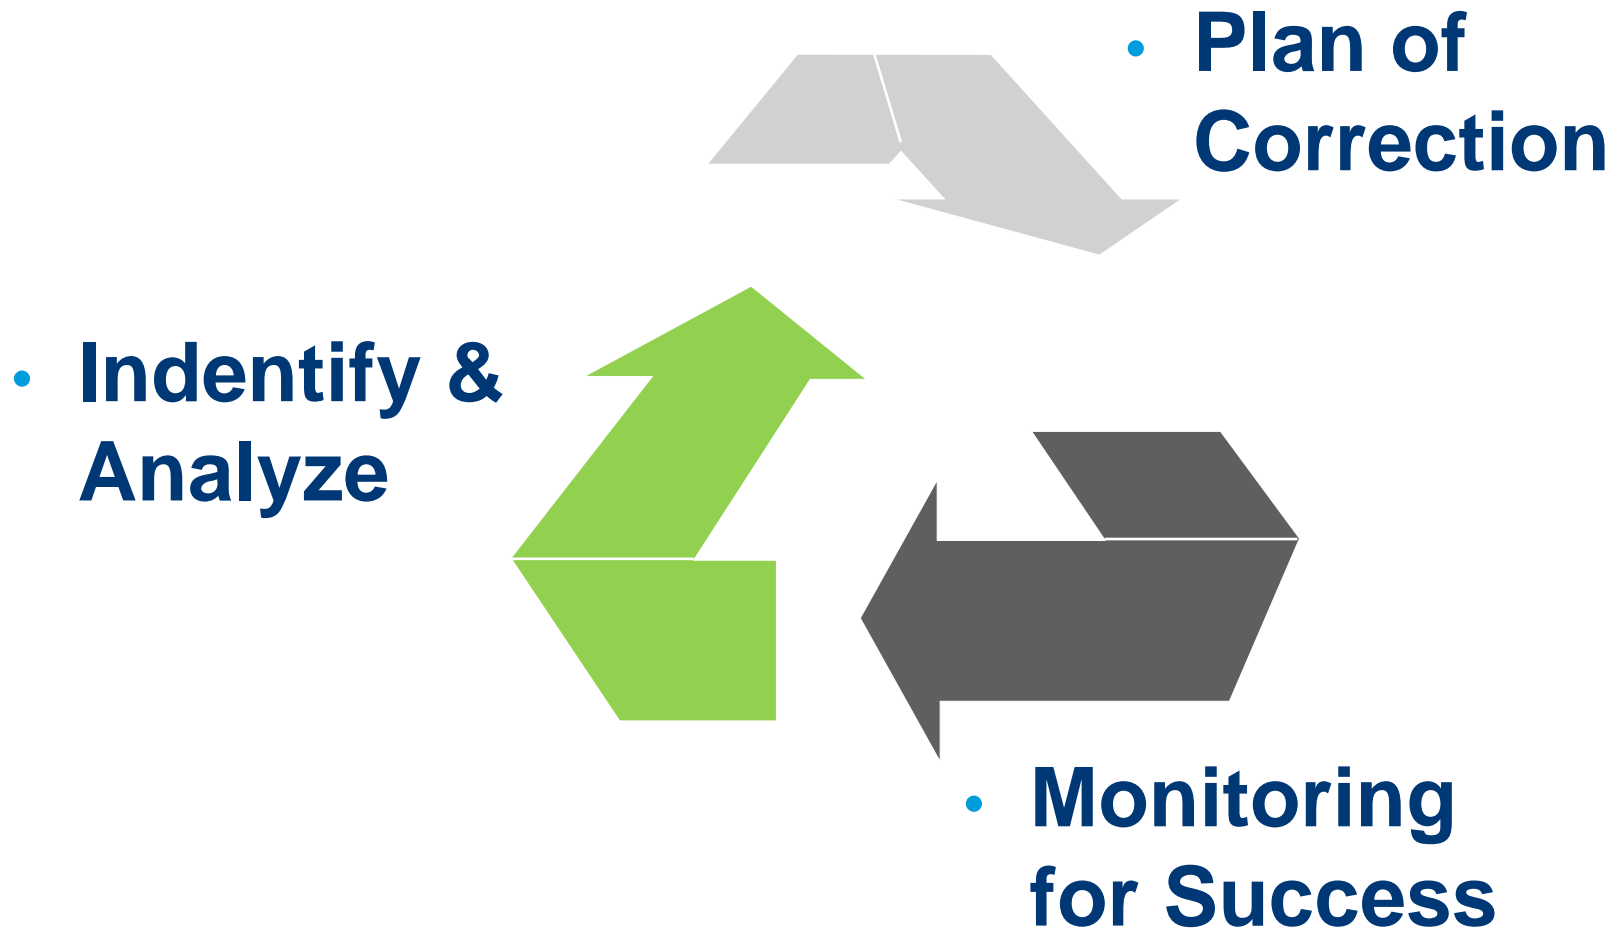 • Plan of
Correction
• Indentify &
Analyze
• Monitoring
for Success